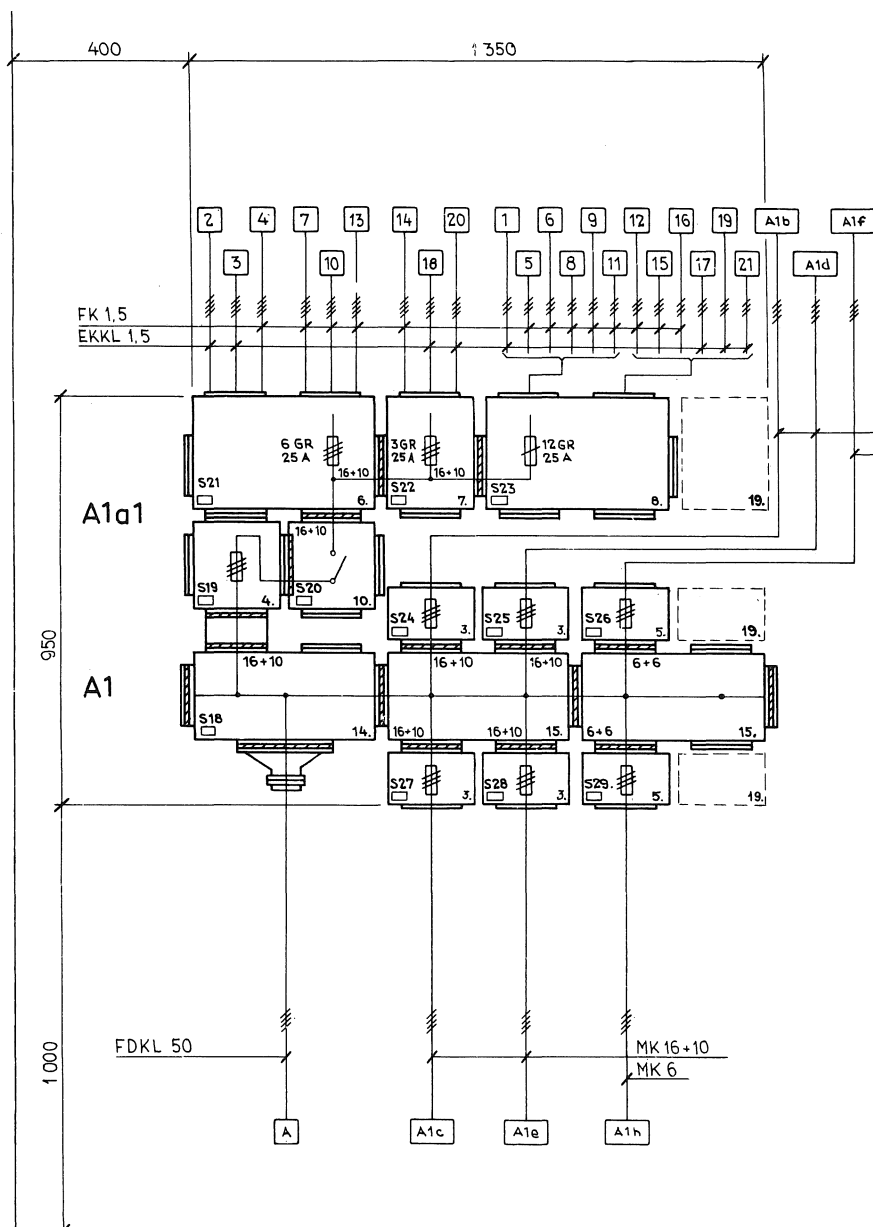 400
1350
2 4 7 13 14 20 1 6 9 12 16 19 A1b A1f
3 10 18 5 8 11 15 17 21 A1d
FK 1,5
EKKL 1,5
6 GR 3GR 12GR
25 A 25 A 25 A
16+10 16+10
S21 S22 S23
6. 7. 8. 19.
A1a1
16+10
S19 S20
4. 10.
S24 S25 S26
3. 3. 5. 19.
950
16+10 16+10 16+10 6+6
A1
S18
14. 16+10 16+10 15. 6+6 15.
S27 S28 S29.
3. 3. 5. 19.
FDKL 50
MK 16+10
MK 6
1000
A A1c A1e A1h